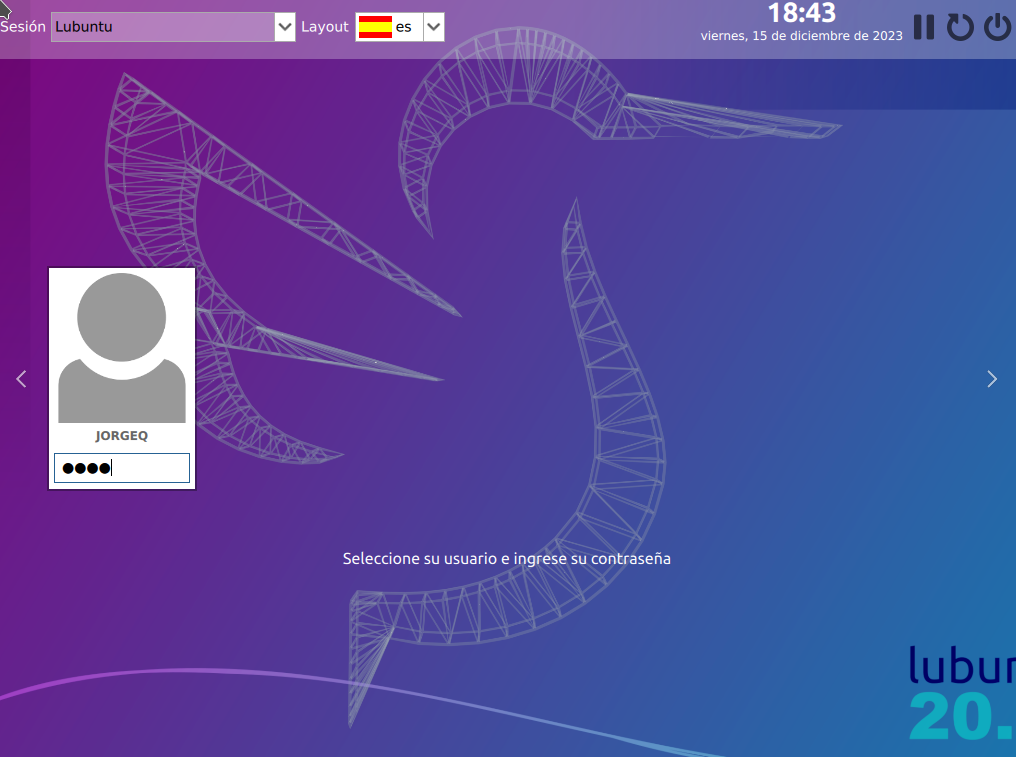 Sesión Lubuntu Layout es
18:43
viernes, 15 de diciembre de 2023
JORGEQ
Seleccione su usuario e ingrese su contraseña
lubun
20.